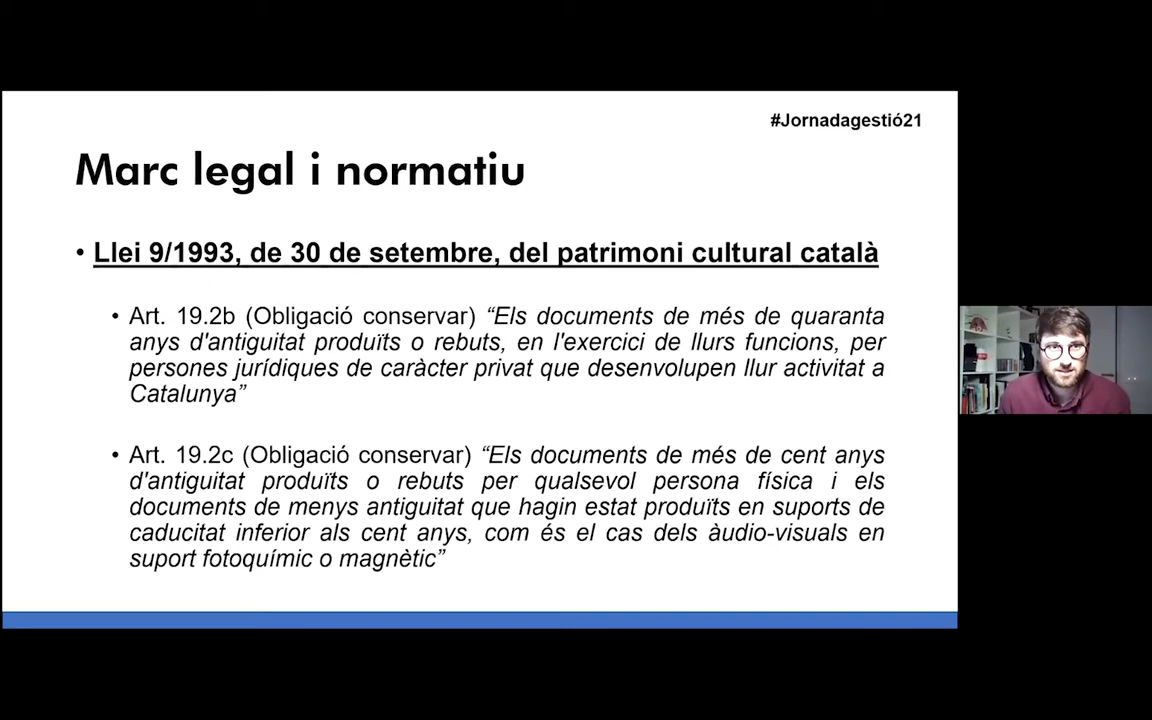 #Jornadagestió21
Marc legal i normatiu
• Llei 9/1993, de 30 de setembre, del patrimoni cultural català
• Art. 19.2b (Obligació conservar) “Els documents de més de quaranta
anys d'antiguitat produïts o rebuts, en l'exercici de llurs funcions, per
persones jurídiques de caràcter privat que desenvolupen llur activitat a
Catalunya”
• Art. 19.2c (Obligació conservar) “Els documents de més de cent anys
d'antiguitat produïts o rebuts per qualsevol persona física i els
documents de menys antiguitat que hagin estat produïts en suports de
caducitat inferior als cent anys, com és el cas dels àudio-visuals en
suport fotoquímic o magnètic”